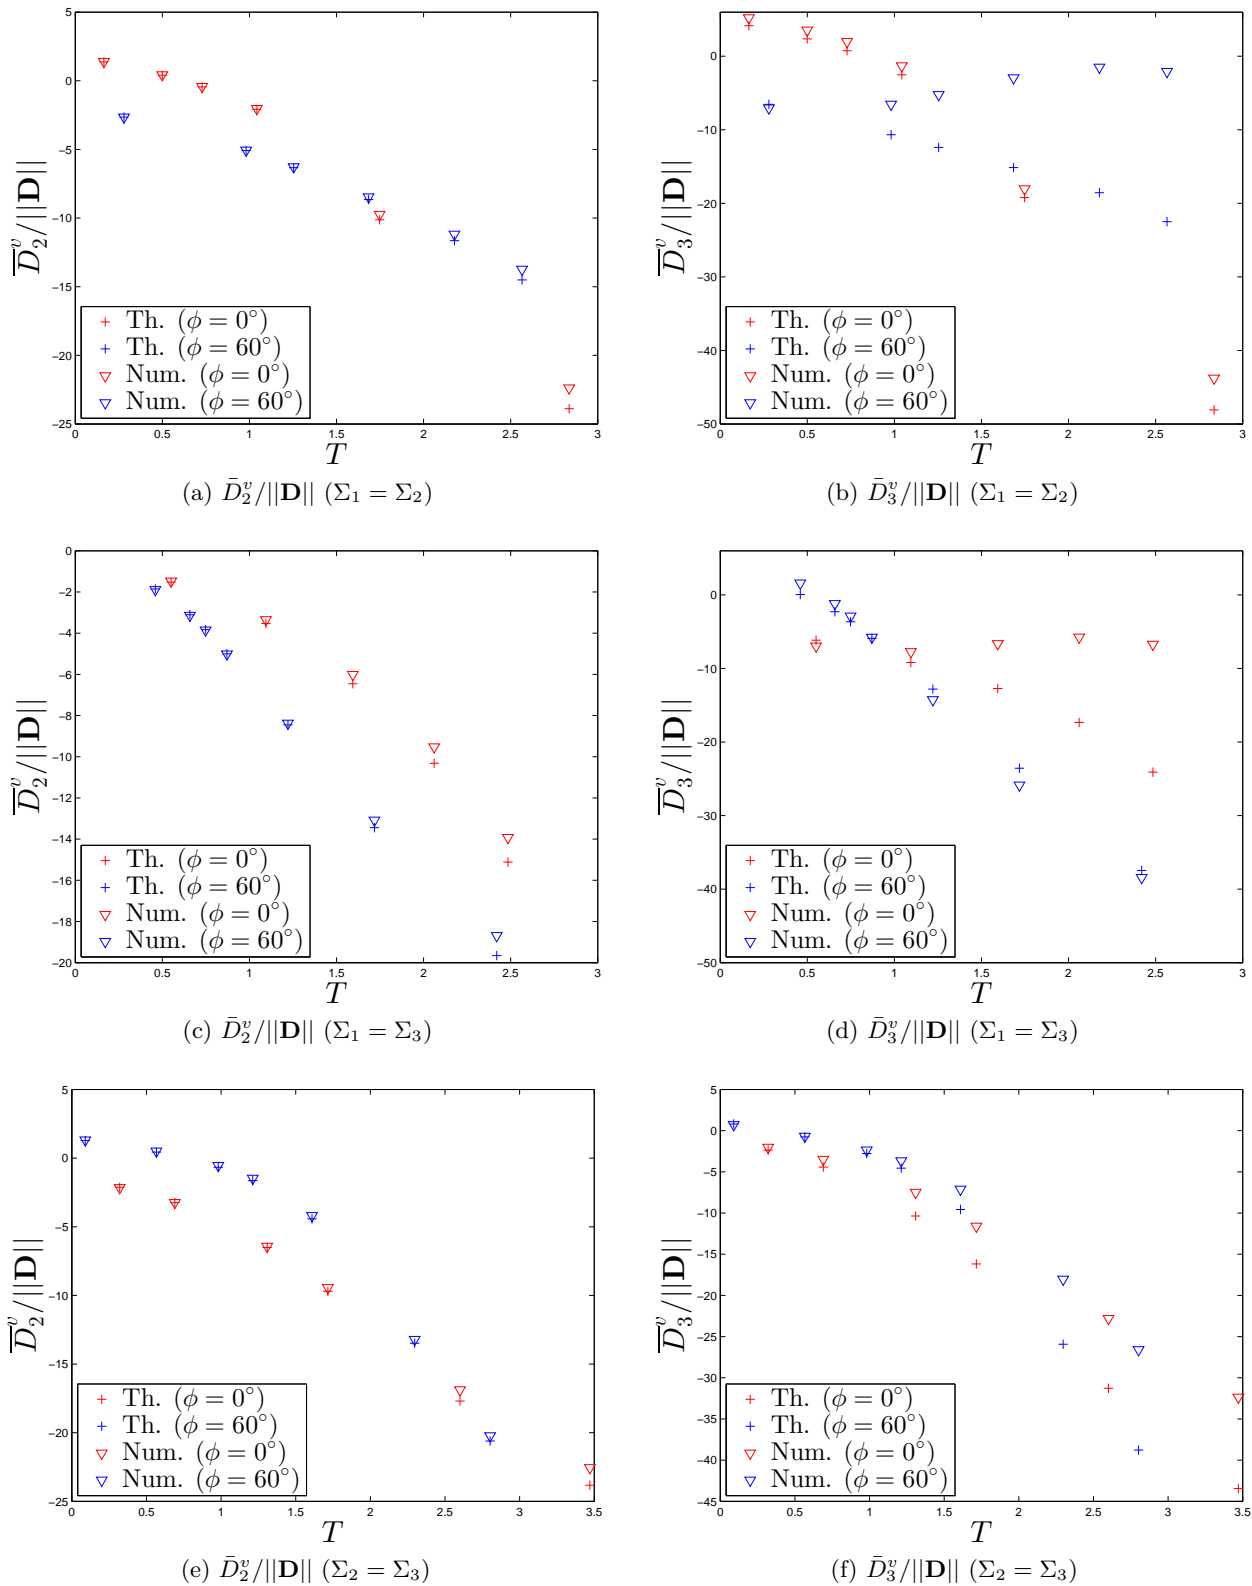 5
0
−5
−10
−15
−20
−25
0 0.5 1 1.5 2 2.5 3
D̅₂ᵛ/||𝐃||
T
Th. (ϕ = 0°)
Th. (ϕ = 60°)
Num. (ϕ = 0°)
Num. (ϕ = 60°)
(a) D̄₂ᵛ/||𝐃|| (Σ₁ = Σ₂)
0
−10
−20
−30
−40
−50
0 0.5 1 1.5 2 2.5 3
D̅₃ᵛ/||𝐃||
T
Th. (ϕ = 0°)
Th. (ϕ = 60°)
Num. (ϕ = 0°)
Num. (ϕ = 60°)
(b) D̄₃ᵛ/||𝐃|| (Σ₁ = Σ₂)
0
−2
−4
−6
−8
−10
−12
−14
−16
−18
−20
0 0.5 1 1.5 2 2.5 3
D̅₂ᵛ/||𝐃||
T
Th. (ϕ = 0°)
Th. (ϕ = 60°)
Num. (ϕ = 0°)
Num. (ϕ = 60°)
(c) D̄₂ᵛ/||𝐃|| (Σ₁ = Σ₃)
0
−10
−20
−30
−40
−50
0 0.5 1 1.5 2 2.5 3
D̅₃ᵛ/||𝐃||
T
Th. (ϕ = 0°)
Th. (ϕ = 60°)
Num. (ϕ = 0°)
Num. (ϕ = 60°)
(d) D̄₃ᵛ/||𝐃|| (Σ₁ = Σ₃)
5
0
−5
−10
−15
−20
−25
0 0.5 1 1.5 2 2.5 3 3.5
D̅₂ᵛ/||𝐃||
T
Th. (ϕ = 0°)
Th. (ϕ = 60°)
Num. (ϕ = 0°)
Num. (ϕ = 60°)
(e) D̄₂ᵛ/||𝐃|| (Σ₂ = Σ₃)
5
0
−5
−10
−15
−20
−25
−30
−35
−40
−45
0 0.5 1 1.5 2 2.5 3 3.5
D̅₃ᵛ/||𝐃||
T
Th. (ϕ = 0°)
Th. (ϕ = 60°)
Num. (ϕ = 0°)
Num. (ϕ = 60°)
(f) D̄₃ᵛ/||𝐃|| (Σ₂ = Σ₃)